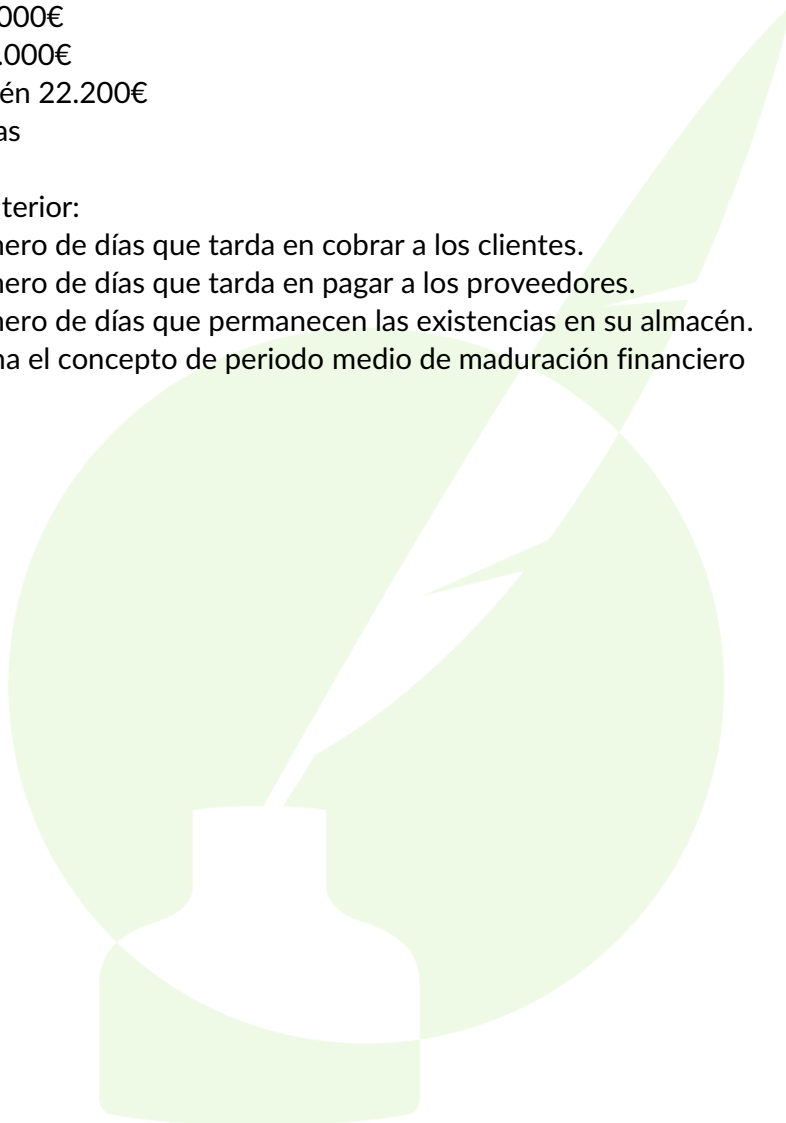 000€
.000€
én 22.200€
as
terior:
nero de días que tarda en cobrar a los clientes.
nero de días que tarda en pagar a los proveedores.
nero de días que permanecen las existencias en su almacén.
na el concepto de periodo medio de maduración financiero